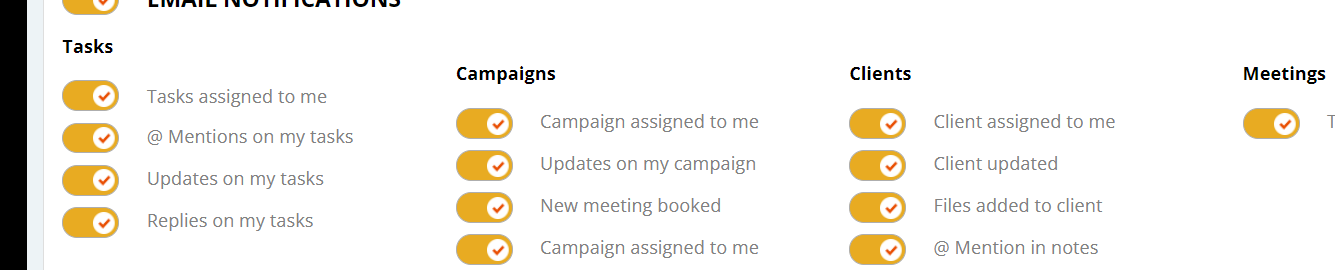 EMAIL NOTIFICATIONS
Tasks
Tasks assigned to me
@ Mentions on my tasks
Updates on my tasks
Replies on my tasks
Campaigns
Campaign assigned to me
Updates on my campaign
New meeting booked
Campaign assigned to me
Clients
Client assigned to me
Client updated
Files added to client
@ Mention in notes
Meetings